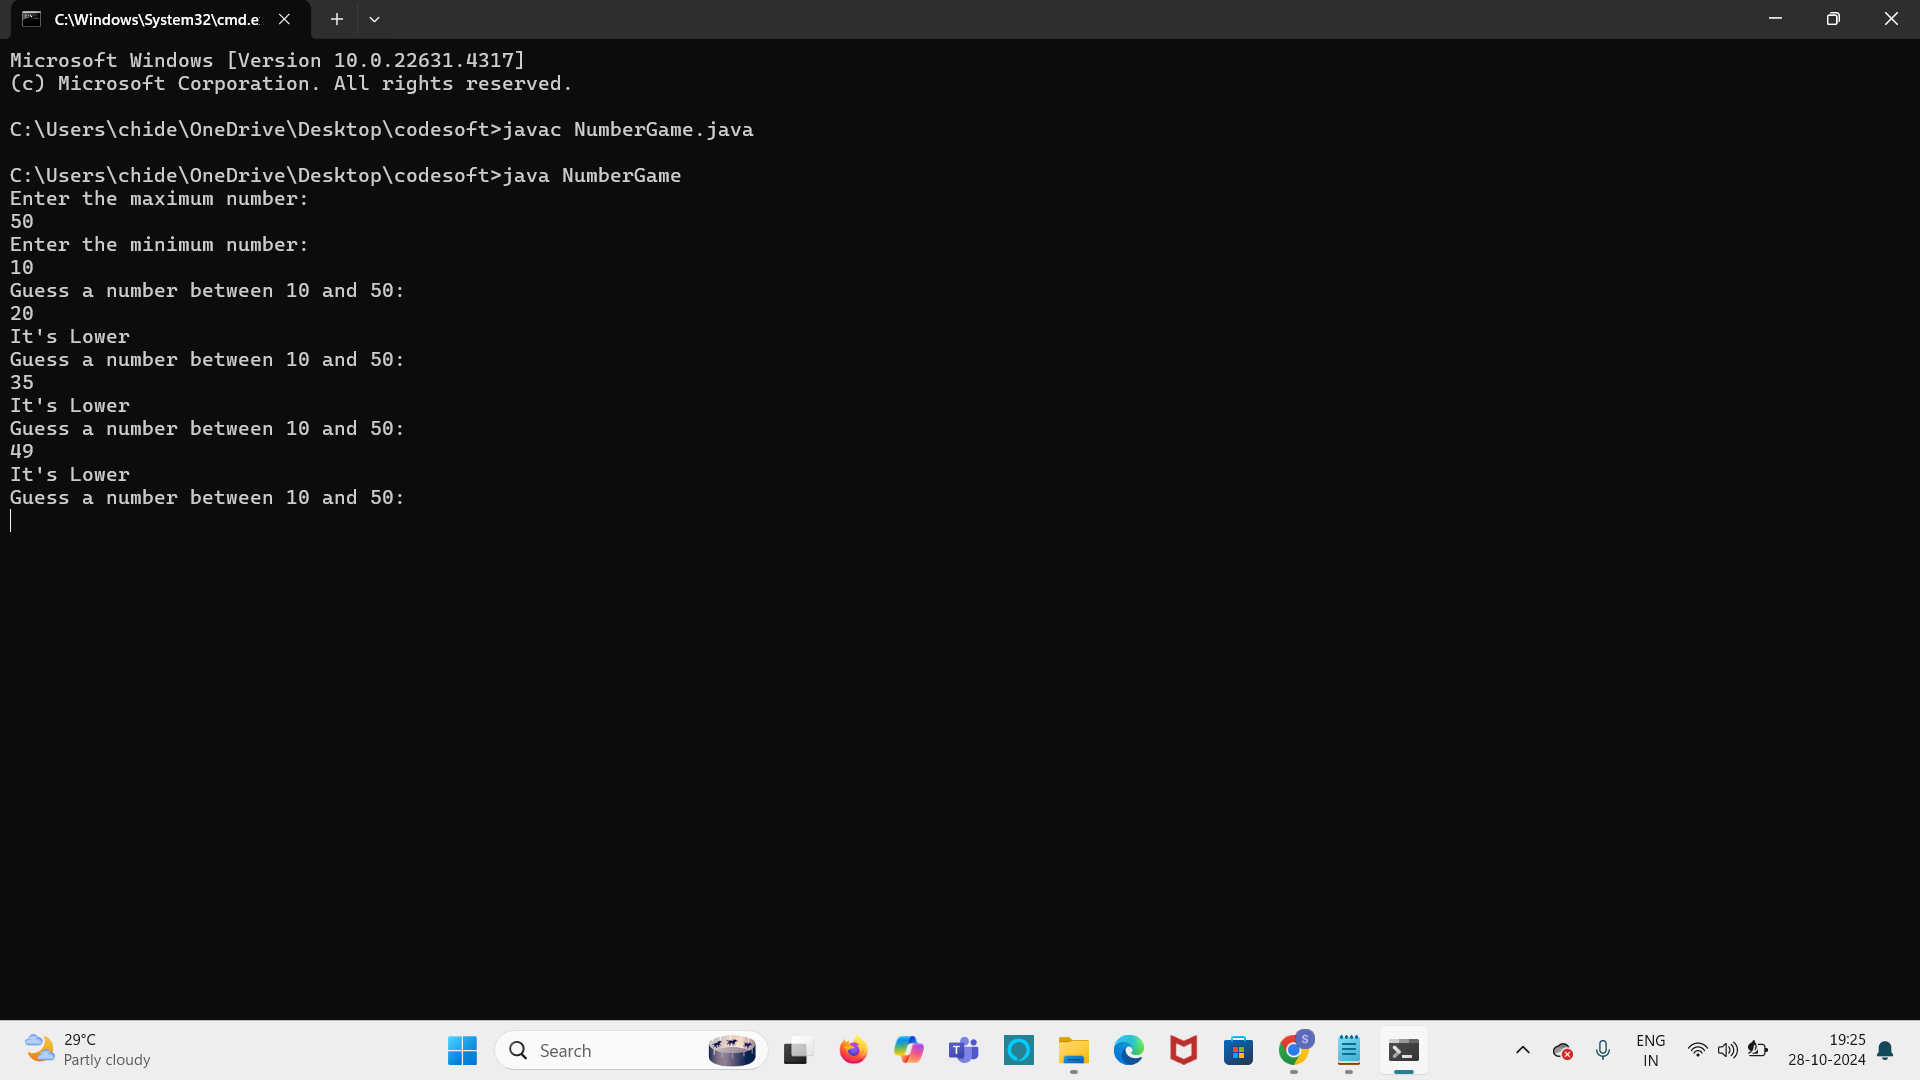 C:\Windows\System32\cmd.e
Microsoft Windows [Version 10.0.22631.4317]
(c) Microsoft Corporation. All rights reserved.
C:\Users\chide\OneDrive\Desktop\codesoft>javac NumberGame.java
C:\Users\chide\OneDrive\Desktop\codesoft>java NumberGame
Enter the maximum number:
50
Enter the minimum number:
10
Guess a number between 10 and 50:
20
It's Lower
Guess a number between 10 and 50:
35
It's Lower
Guess a number between 10 and 50:
49
It's Lower
Guess a number between 10 and 50:
29°C
Partly cloudy
Search
S
ENG
IN
19:25
28-10-2024